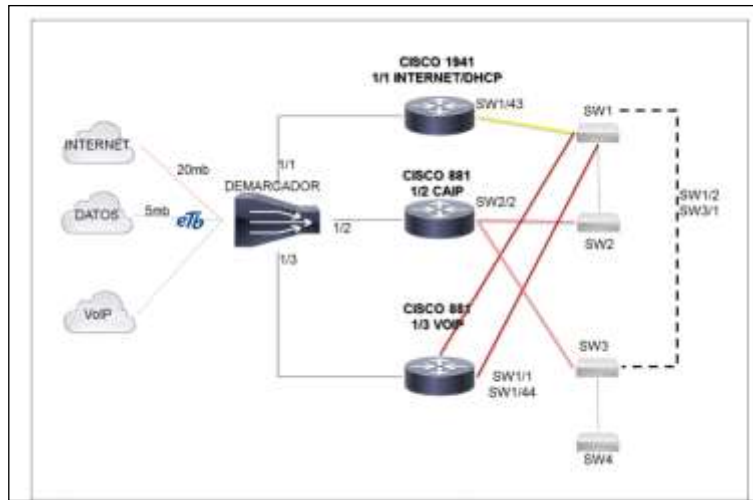 CISCO 1941
1/1 INTERNET/DHCP
SW1/43
SW1
INTERNET
20mb
1/1
DEMARCADOR
CISCO 881
1/2 CAIP
SW2/2
SW1/2
SW3/1
DATOS
5mb
eTb
1/2
SW2
1/3
VoIP
CISCO 881
1/3 VOIP
SW3
SW1/1
SW1/44
SW4